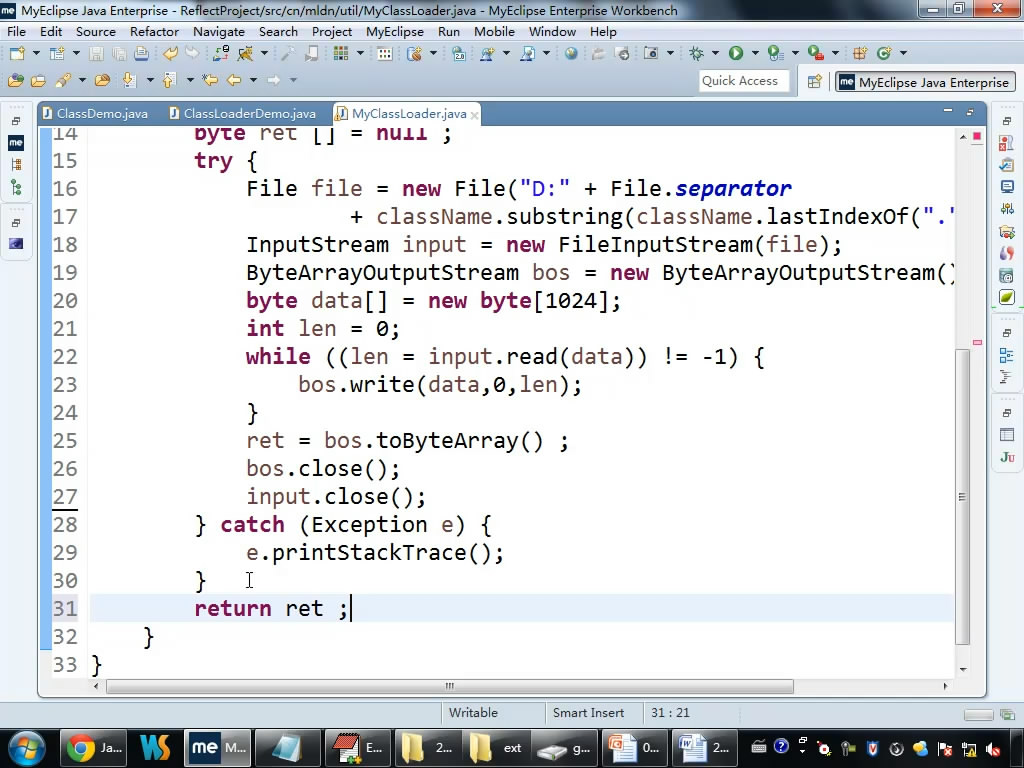 MyEclipse Java Enterprise - ReflectProject/src/cn/mldn/util/MyClassLoader.java - MyEclipse Enterprise Workbench
File Edit Source Refactor Navigate Search Project MyEclipse Run Mobile Window Help
Quick Access
me MyEclipse Java Enterprise
ClassDemo.java ClassLoaderDemo.java MyClassLoader.java
14 byte ret [] = null ;
15 try {
16 File file = new File("D:" + File.separator
17 + className.substring(className.lastIndexOf("."
18 InputStream input = new FileInputStream(file);
19 ByteArrayOutputStream bos = new ByteArrayOutputStream()
20 byte data[] = new byte[1024];
21 int len = 0;
22 while ((len = input.read(data)) != -1) {
23 bos.write(data,0,len);
24 }
25 ret = bos.toByteArray() ;
26 bos.close();
27 input.close();
28 } catch (Exception e) {
29 e.printStackTrace();
30 }
31 return ret ;
32 }
33 }
Writable Smart Insert 31 : 21
Ja... WS me M... E... 2... ext g... 0... 2...